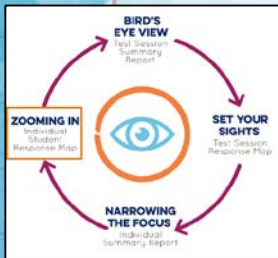 BIRD'S
EYE VIEW
Test Session
Summary
Report
SET YOUR
SIGHTS
Test Session
Response Map
NARROWING
THE FOCUS
Individual
Summary Report
ZOOMING IN
Individual
Student
Response Map